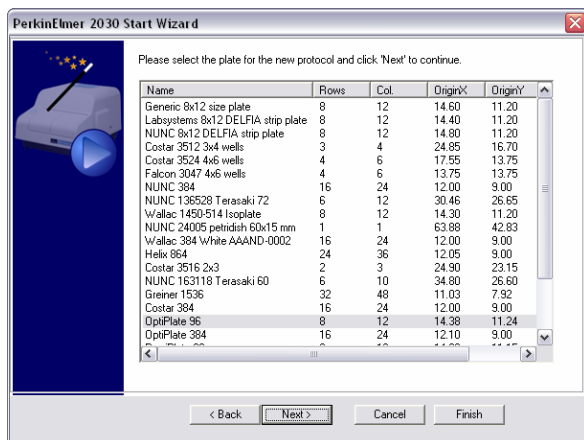 PerkinElmer 2030 Start Wizard
Please select the plate for the new protocol and click 'Next' to continue.
Name Rows Col. OriginX OriginY
Generic 8x12 size plate 8 12 14.60 11.20
Labsystems 8x12 DELFIA strip plate 8 12 14.40 11.20
NUNC 8x12 DELFIA strip plate 8 12 14.80 11.20
Costar 3512 3x4 wells 3 4 24.85 16.70
Costar 3524 4x6 wells 4 6 17.55 13.75
Falcon 3047 4x6 wells 4 6 13.75 13.75
NUNC 384 16 24 12.00 9.00
NUNC 136528 Terasaki 72 6 12 30.46 26.65
Wallac 1450-514 Isoplate 8 12 14.30 11.20
NUNC 24005 petridish 60x15 mm 1 1 63.88 42.83
Wallac 384 White AAAND-0002 16 24 12.00 9.00
Helix 864 24 36 12.05 9.00
Costar 3516 2x3 2 3 24.90 23.15
NUNC 163118 Terasaki 60 6 10 34.80 26.60
Greiner 1536 32 48 11.03 7.92
Costar 384 16 24 12.00 9.00
OptiPlate 96 8 12 14.38 11.24
OptiPlate 384 16 24 12.10 9.00
< Back Next > Cancel Finish